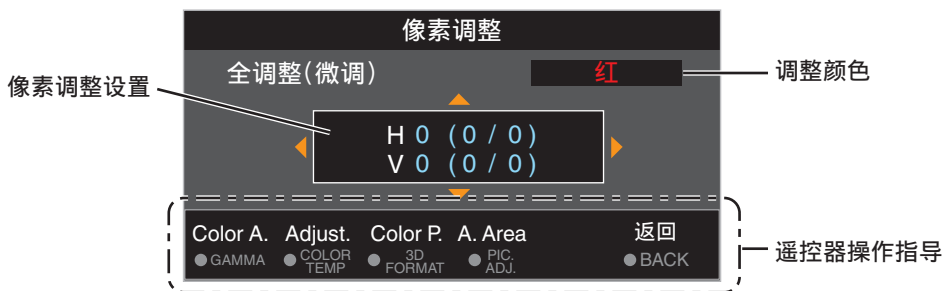 像素调整
全调整(微调)
红
调整颜色
像素调整设置
H 0 (0 / 0)
V 0 (0 / 0)
Color A. Adjust. Color P. A. Area 返回
GAMMA COLOR TEMP 3D FORMAT PIC. ADJ. BACK
遥控器操作指导